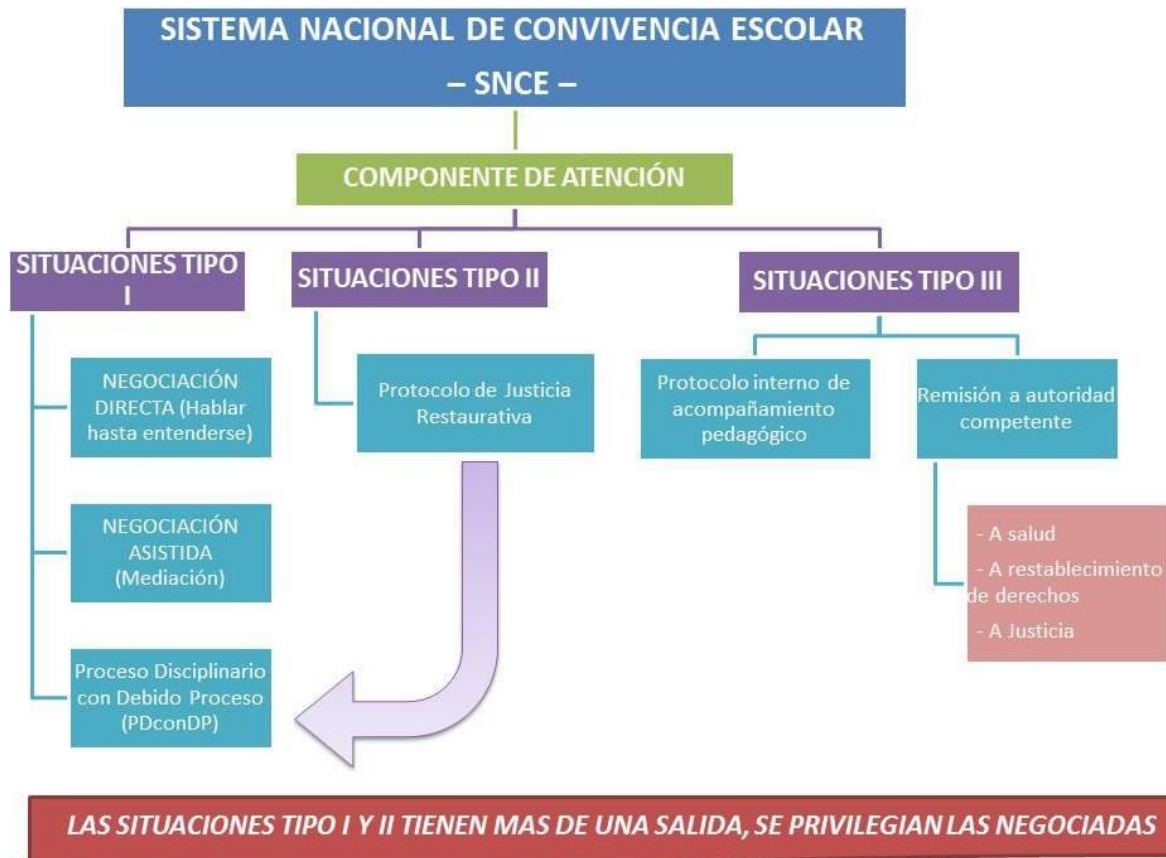 SISTEMA NACIONAL DE CONVIVENCIA ESCOLAR
– SNCE –
COMPONENTE DE ATENCIÓN
SITUACIONES TIPO
I
SITUACIONES TIPO II
SITUACIONES TIPO III
NEGOCIACIÓN
DIRECTA (Hablar
hasta entenderse)
Protocolo de Justicia
Restaurativa
Protocolo interno de
acompañamiento
pedagógico
Remisión a autoridad
competente
NEGOCIACIÓN
ASISTIDA
(Mediación)
- A salud
- A restablecimiento
de derechos
- A Justicia
Proceso Disciplinario
con Debido Proceso
(PDconDP)
LAS SITUACIONES TIPO I Y II TIENEN MAS DE UNA SALIDA, SE PRIVILEGIAN LAS NEGOCIADAS